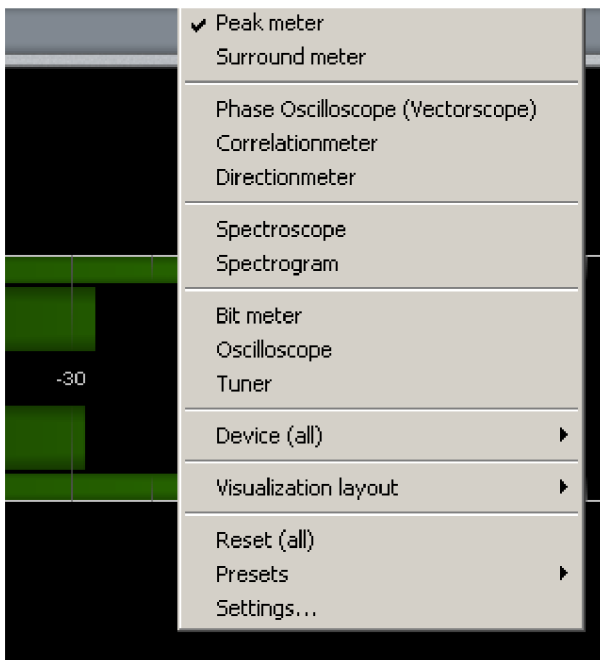 Peak meter
Surround meter
Phase Oscilloscope (Vectorscope)
Correlationmeter
Directionmeter
Spectroscope
Spectrogram
Bit meter
Oscilloscope
-30
Tuner
Device (all)
Visualization layout
Reset (all)
Presets
Settings...